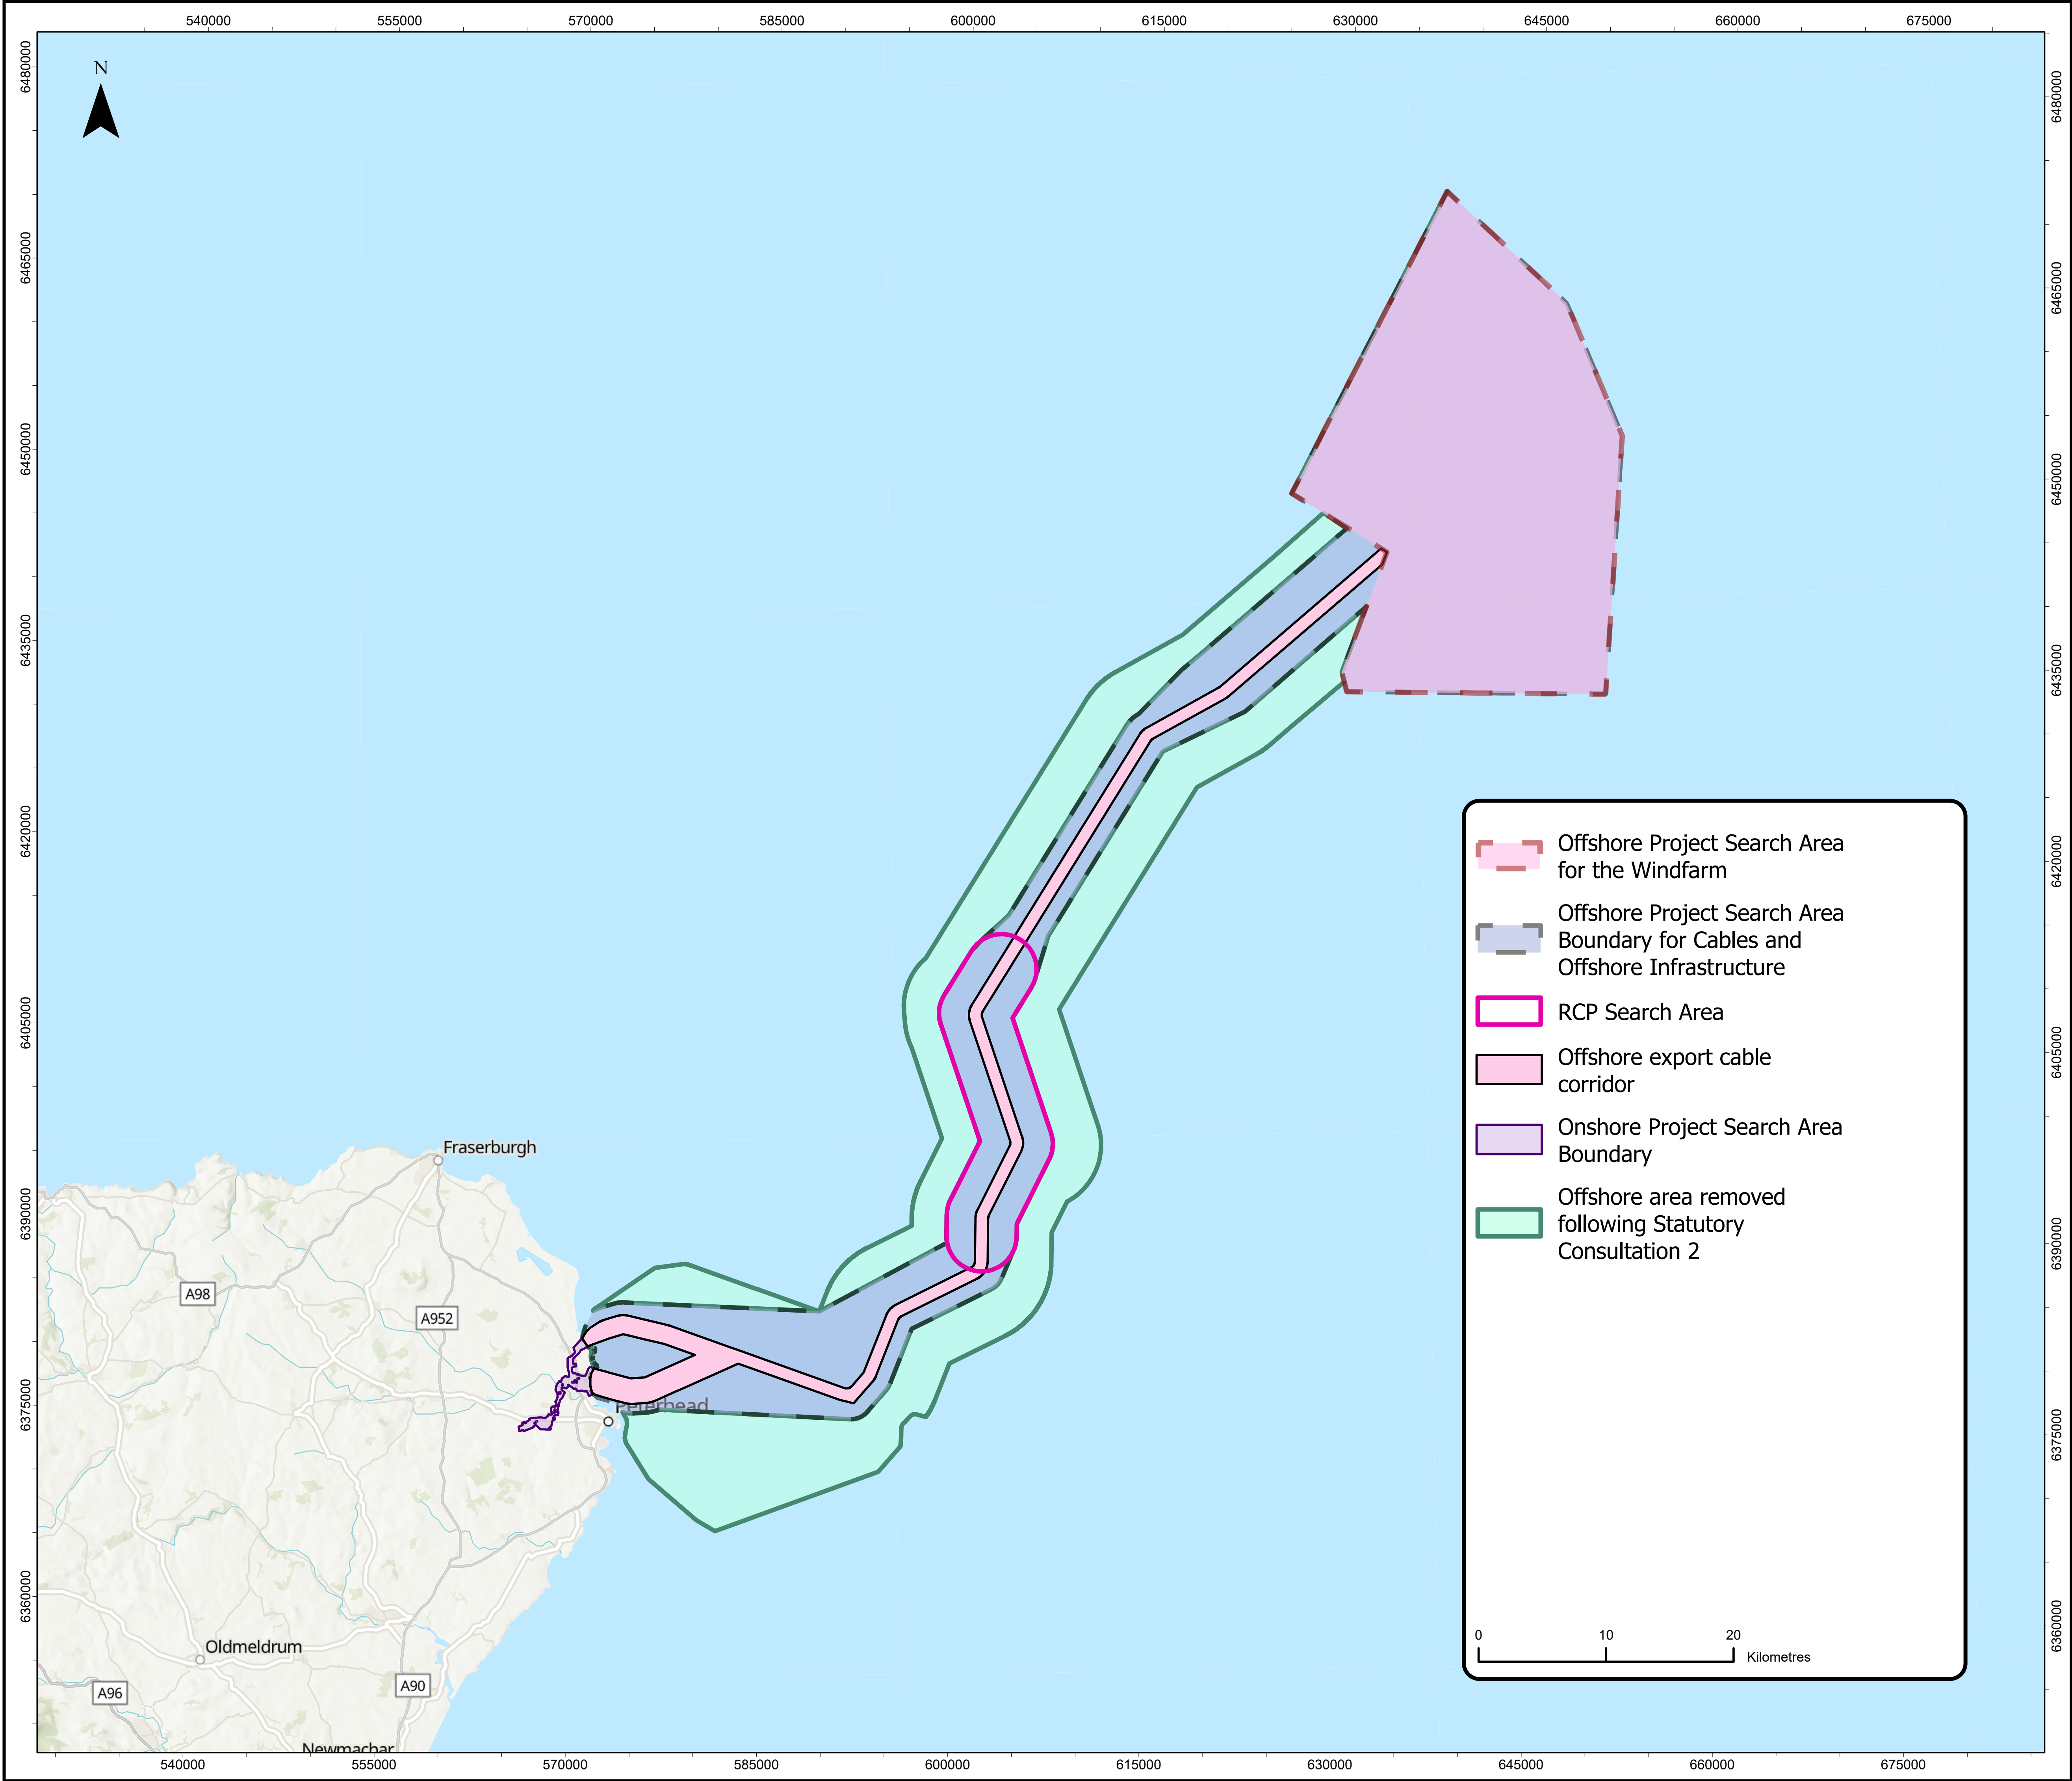 540000 555000 570000 585000 600000 615000 630000 645000 660000 675000
N
6480000
6480000
6465000
6465000
6450000
6450000
6435000
6435000
6420000
6420000
6405000
6405000
6390000
6390000
6375000
6375000
6360000
6360000
Offshore Project Search Area
for the Windfarm
Offshore Project Search Area
Boundary for Cables and
Offshore Infrastructure
RCP Search Area
Offshore export cable
corridor
Onshore Project Search Area
Boundary
Offshore area removed
following Statutory
Consultation 2
0 10 20
Kilometres
Fraserburgh
A98
A952
Peterhead
Oldmeldrum
A96
A90
Newmachar
540000 555000 570000 585000 600000 615000 630000 645000 660000 675000